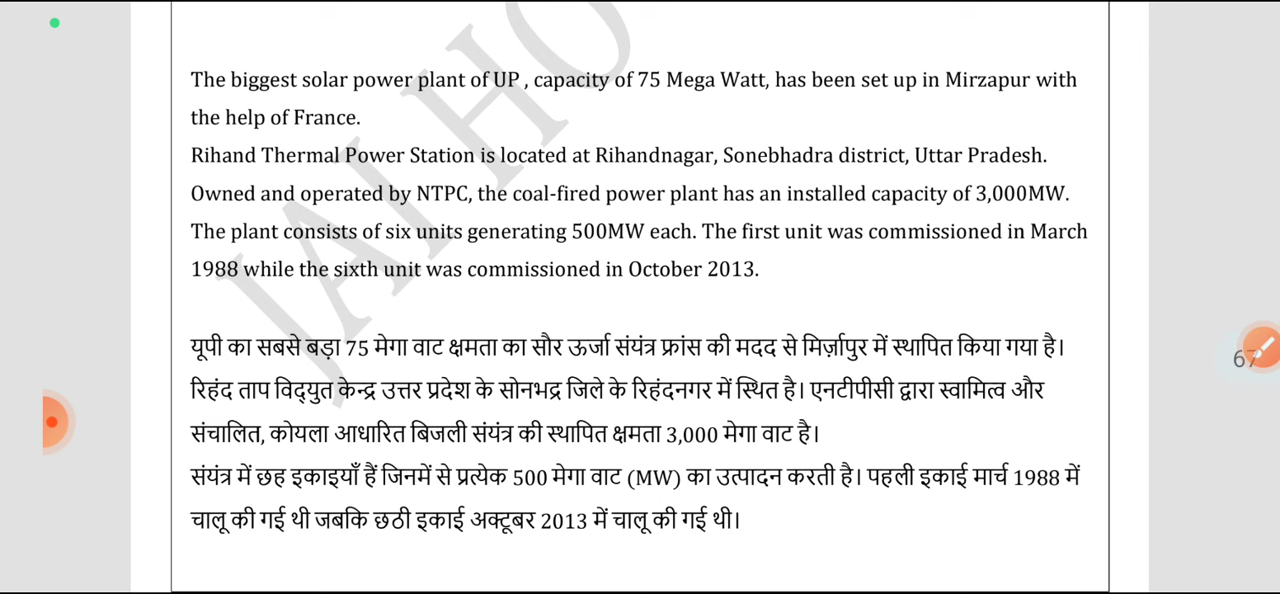 The biggest solar power plant of UP , capacity of 75 Mega Watt, has been set up in Mirzapur with
the help of France.
Rihand Thermal Power Station is located at Rihandnagar, Sonebhadra district, Uttar Pradesh.
Owned and operated by NTPC, the coal-fired power plant has an installed capacity of 3,000MW.
The plant consists of six units generating 500MW each. The first unit was commissioned in March
1988 while the sixth unit was commissioned in October 2013.
यूपी का सबसे बड़ा 75 मेगा वाट क्षमता का सौर ऊर्जा संयंत्र फ्रांस की मदद से मिर्ज़ापुर में स्थापित किया गया है।
रिहंद ताप विद्युत केन्द्र उत्तर प्रदेश के सोनभद्र जिले के रिहंदनगर में स्थित है। एनटीपीसी द्वारा स्वामित्व और
संचालित, कोयला आधारित बिजली संयंत्र की स्थापित क्षमता 3,000 मेगा वाट है।
संयंत्र में छह इकाइयाँ हैं जिनमें से प्रत्येक 500 मेगा वाट (MW) का उत्पादन करती है। पहली इकाई मार्च 1988 में
चालू की गई थी जबकि छठी इकाई अक्टूबर 2013 में चालू की गई थी।
JAI HO
67